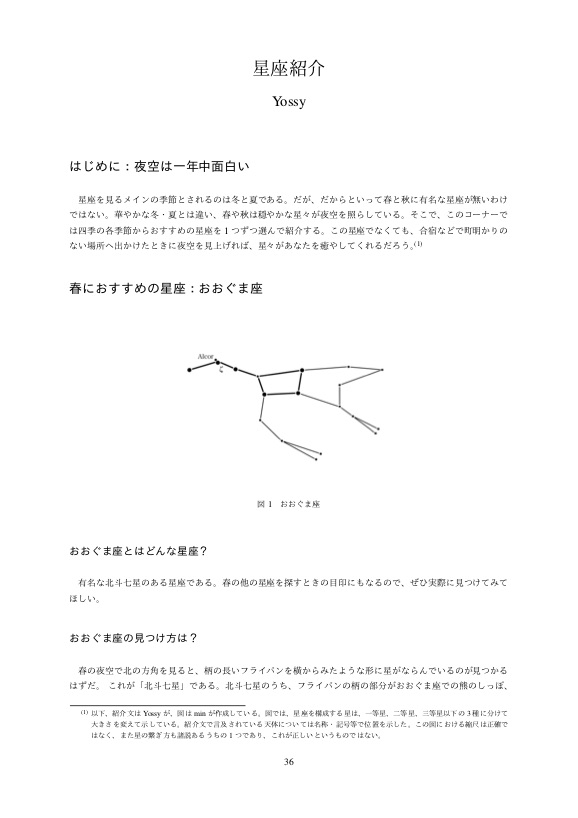 星座紹介
Yossy
はじめに：夜空は一年中面白い
星座を見るメインの季節とされるのは冬と夏である。だが、だからといって春と秋に有名な星座が無いわけ
ではない。華やかな冬・夏とは違い、春や秋は穏やかな星々が夜空を照らしている。そこで、このコーナーで
は四季の各季節からおすすめの星座を 1 つずつ選んで紹介する。この星座でなくても、合宿などで町明かりの
ない場所へ出かけたときに夜空を見上げれば、星々があなたを癒やしてくれるだろう。(1)
春におすすめの星座：おおぐま座
Alcor
ζ
図 1　おおぐま座
おおぐま座とはどんな星座？
有名な北斗七星のある星座である。春の他の星座を探すときの目印にもなるので、ぜひ実際に見つけてみて
ほしい。
おおぐま座の見つけ方は？
春の夜空で北の方角を見ると、柄の長いフライパンを横からみたような形に星がならんでいるのが見つかる
はずだ。 これが「北斗七星」である。北斗七星のうち、フライパンの柄の部分がおおぐま座での熊のしっぽ、
(1) 以下、紹介文は Yossy が、図は min が作成している。図では、星座を構成する星は、一等星、二等星、三等星以下の 3 種に分けて
大きさを変えて示している。紹介文で言及されている天体については名称・記号等で位置を示した。この図における縮尺は正確で
はなく、また星の繋ぎ方も諸説あるうちの 1 つであり、これが正しいというものではない。
36